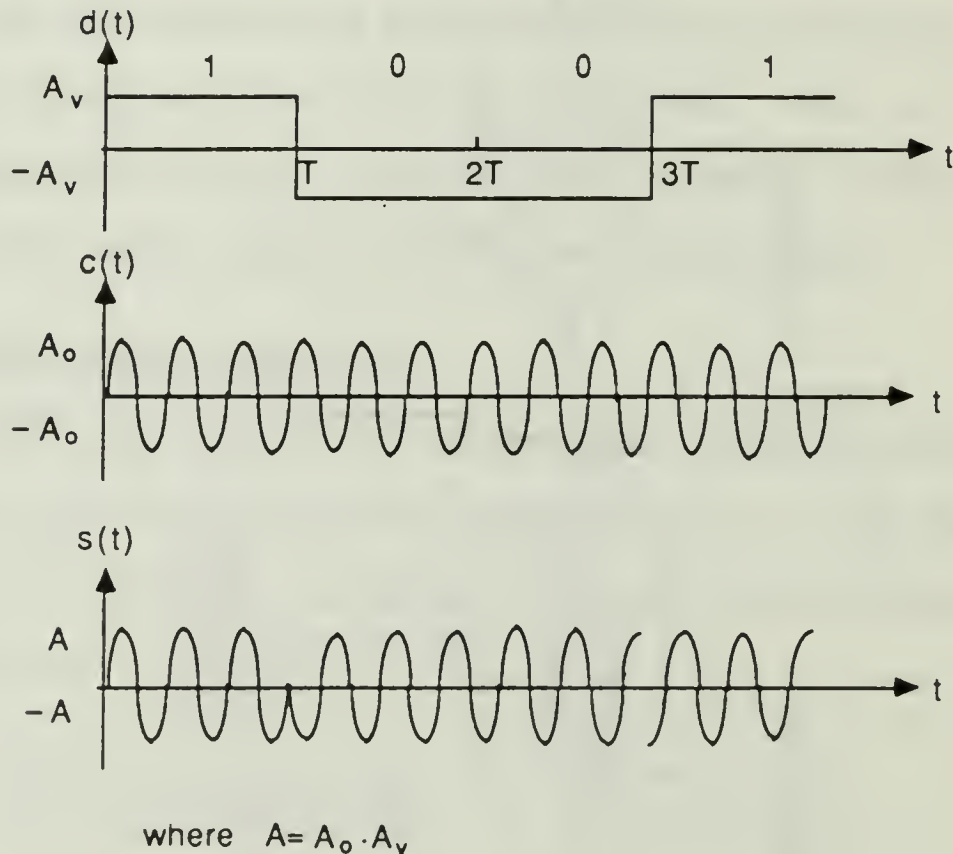 d(t)
1 0 0 1
A_v
-A_v
T 2T 3T
t
c(t)
A_o
-A_o
t
s(t)
A
-A
t
where A= A_o · A_v